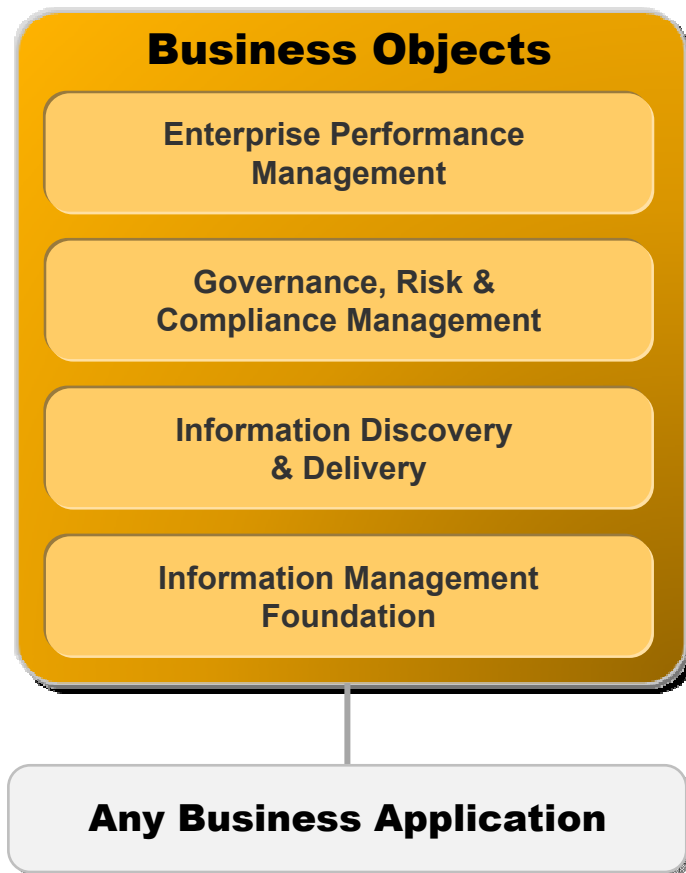 Business Objects
Enterprise Performance
Management
Governance, Risk &
Compliance Management
Information Discovery
& Delivery
Information Management
Foundation
Any Business Application